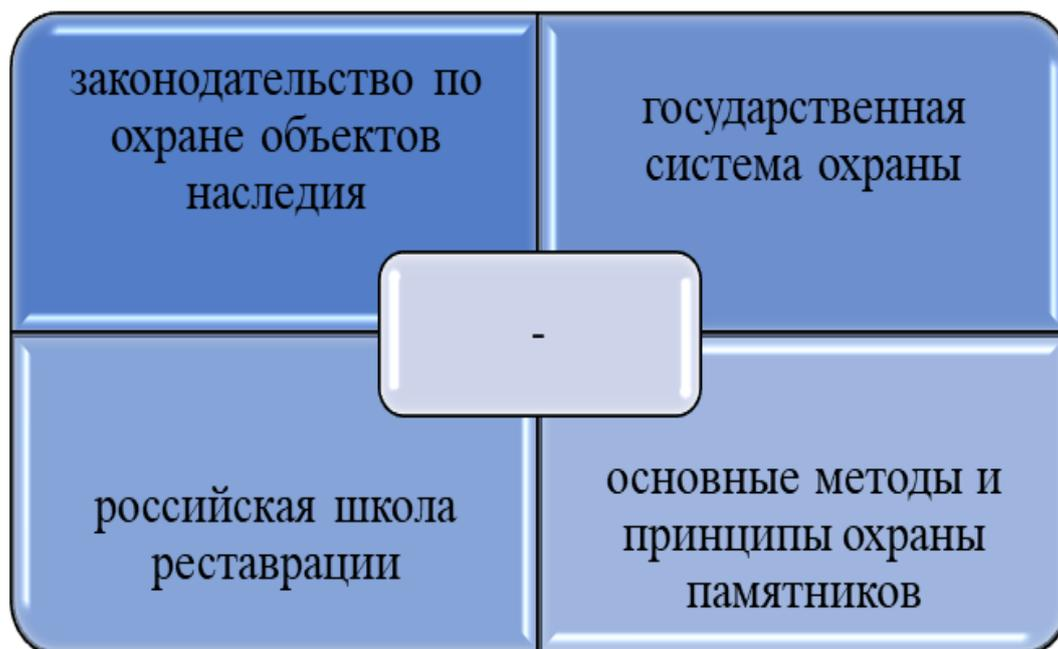 законодательство по
охране объектов
наследия
государственная
система охраны
-
российская школа
реставрации
основные методы и
принципы охраны
памятников